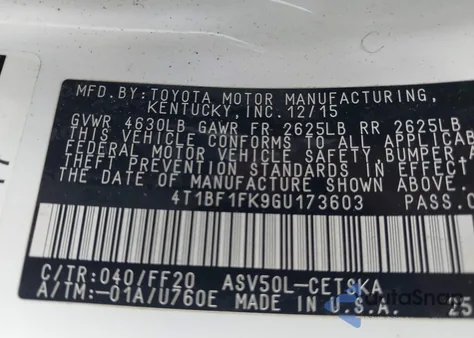 MFD. BY: TOYOTA MOTOR MANUFACTURING,
KENTUCKY, INC. 12/15
GVWR 4630LB GAWR FR 2625LB RR 2625LB
THIS VEHICLE CONFORMS TO ALL APPLICAB
FEDERAL MOTOR VEHICLE SAFETY, BUMPER,
THEFT PREVENTION STANDARDS IN EFFECT
THE DATE OF MANUFACTURE SHOWN ABOVE.
4T1BF1FK9GU173603 PASS.C
C/TR:040/FF20 ASV50L-CETSKA
A/TM:-01A/U760E MADE IN U.S.A. 25
AutoSnap